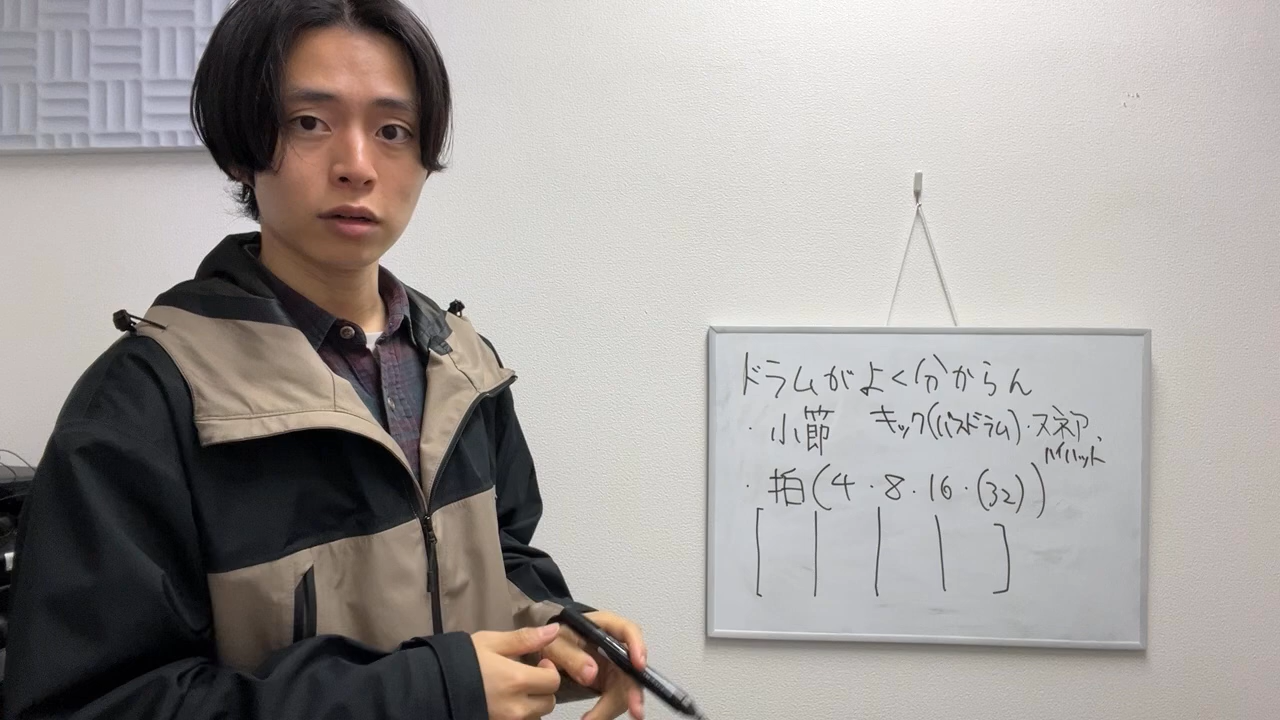 ドラムがよく分からん
・小節 キック(バスドラム)・スネア、
ハイハット
・拍(4・8・16・(32))